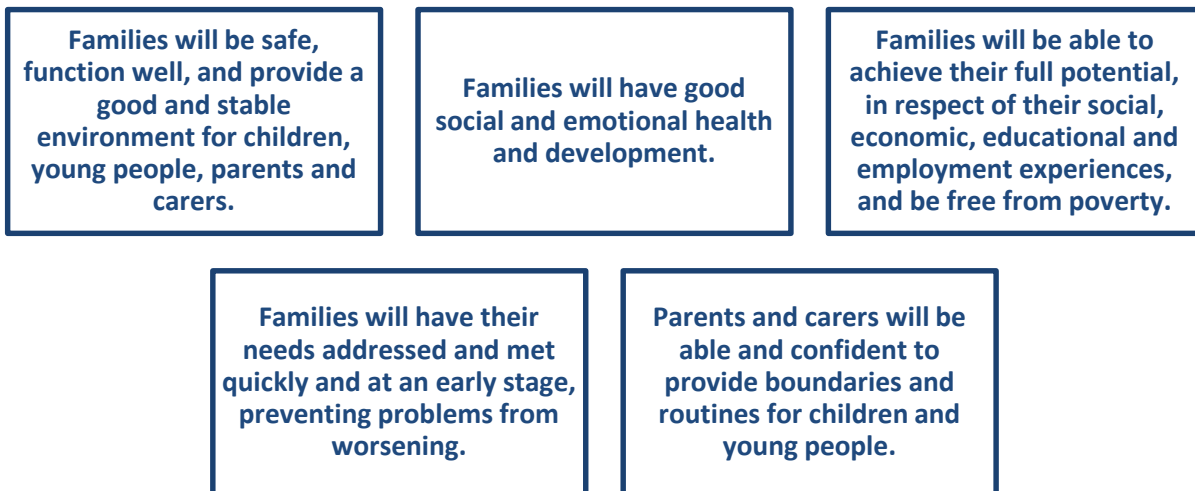 Families will be safe,
function well, and provide a
good and stable
environment for children,
young people, parents and
carers.
Families will have good
social and emotional health
and development.
Families will be able to
achieve their full potential,
in respect of their social,
economic, educational and
employment experiences,
and be free from poverty.
Families will have their
needs addressed and met
quickly and at an early stage,
preventing problems from
worsening.
Parents and carers will be
able and confident to
provide boundaries and
routines for children and
young people.